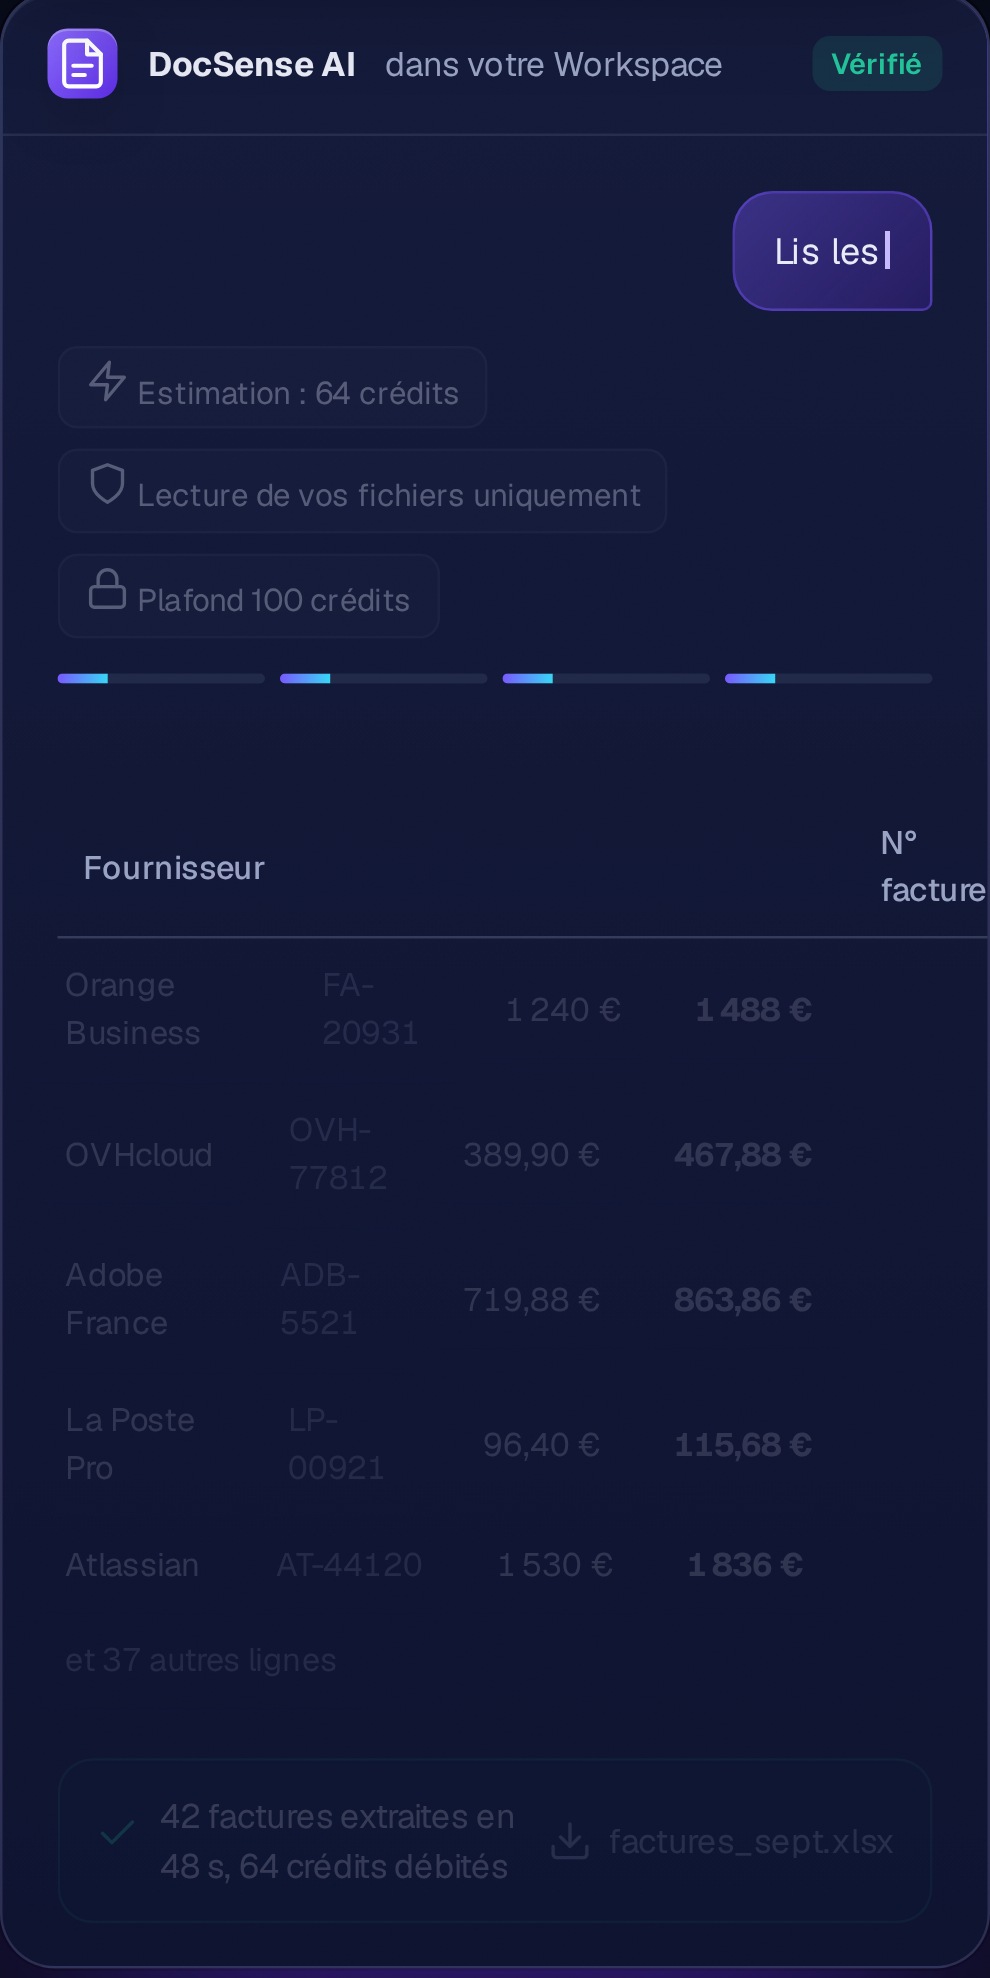 DocSense AI dans votre Workspace Vérifié
Lis les
Estimation : 64 crédits
Lecture de vos fichiers uniquement
Plafond 100 crédits
Fournisseur N° facture
Orange Business FA-20931 1 240 € 1 488 €
OVHcloud OVH-77812 389,90 € 467,88 €
Adobe France ADB-5521 719,88 € 863,86 €
La Poste Pro LP-00921 96,40 € 115,68 €
Atlassian AT-44120 1 530 € 1 836 €
et 37 autres lignes
42 factures extraites en
48 s, 64 crédits débités
factures_sept.xlsx